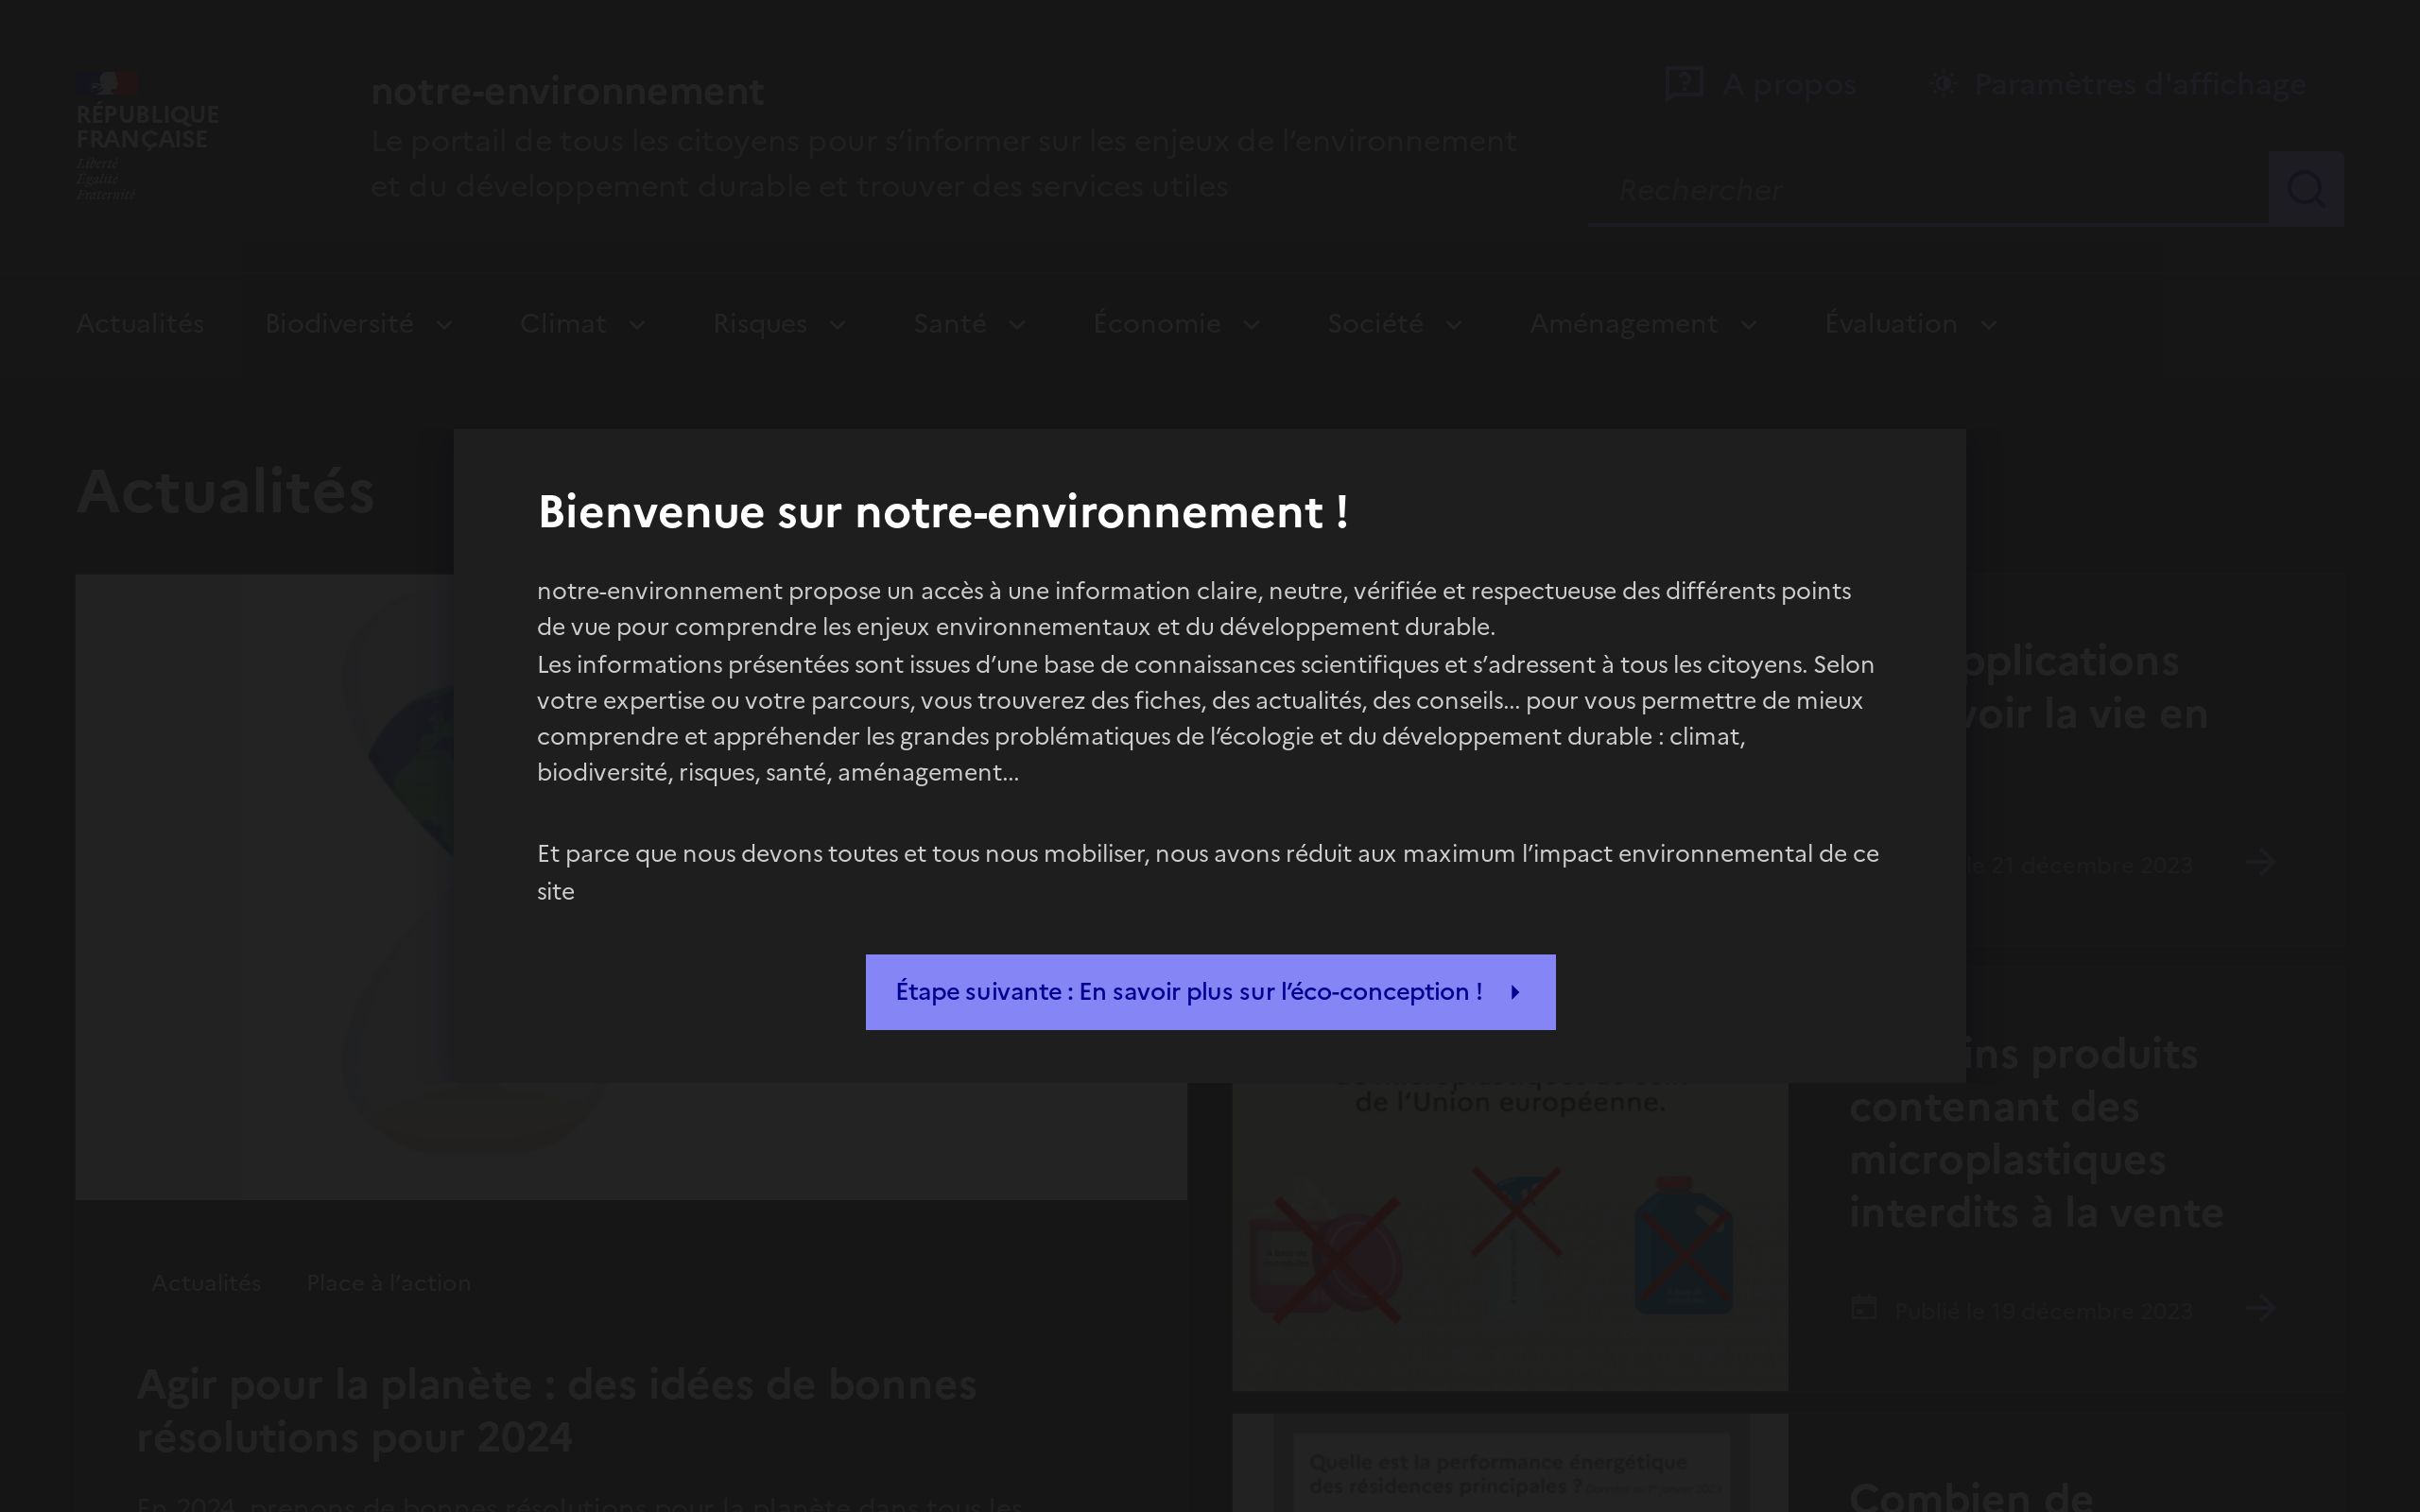 RÉPUBLIQUE
FRANÇAISE
Liberté
Égalité
Fraternité
notre-environnement
Le portail de tous les citoyens pour s’informer sur les enjeux de l’environnement
et du développement durable et trouver des services utiles
A propos
Paramètres d'affichage
Rechercher
Actualités
Biodiversité
Climat
Risques
Santé
Économie
Société
Aménagement
Évaluation
Actualités
Bienvenue sur notre-environnement !
notre-environnement propose un accès à une information claire, neutre, vérifiée et respectueuse des différents points
de vue pour comprendre les enjeux environnementaux et du développement durable.
Les informations présentées sont issues d’une base de connaissances scientifiques et s’adressent à tous les citoyens. Selon
votre expertise ou votre parcours, vous trouverez des fiches, des actualités, des conseils... pour vous permettre de mieux
comprendre et appréhender les grandes problématiques de l’écologie et du développement durable : climat,
biodiversité, risques, santé, aménagement...
Et parce que nous devons toutes et tous nous mobiliser, nous avons réduit aux maximum l’impact environnemental de ce
site
Étape suivante : En savoir plus sur l’éco-conception !
pplications
voir la vie en
le 21 décembre 2023
ins produits
contenant des
microplastiques
interdits à la vente
Publié le 19 décembre 2023
de l’Union européenne.
Actualités
Place à l’action
Agir pour la planète : des idées de bonnes
résolutions pour 2024
En 2024, prenons de bonnes résolutions pour la planète dans tous les
Quelle est la performance énergétique
des résidences principales ?
Combien de